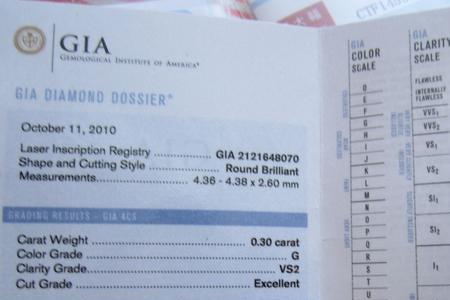 GIA
GEMOLOGICAL INSTITUTE OF AMERICA®
GIA DIAMOND DOSSIER®
October 11, 2010
Laser Inscription Registry ............... GIA 2121648070
Shape and Cutting Style ............... Round Brilliant
Measurements ............... 4.36 - 4.38 x 2.60 mm
GRADING RESULTS - GIA 4CS
Carat Weight ............... 0.30 carat
Color Grade ............... G
Clarity Grade ............... VS2
Cut Grade ............... Excellent
GIA
COLOR
SCALE
D
E
F
G
H
I
J
K
L
M
N
O
P
Q
R
S
T
U
GIA
CLARITY
SCALE
FLAWLESS
INTERNALLY
FLAWLESS
VVS1
VVS2
VS1
VS2
SI1
SI2
I1